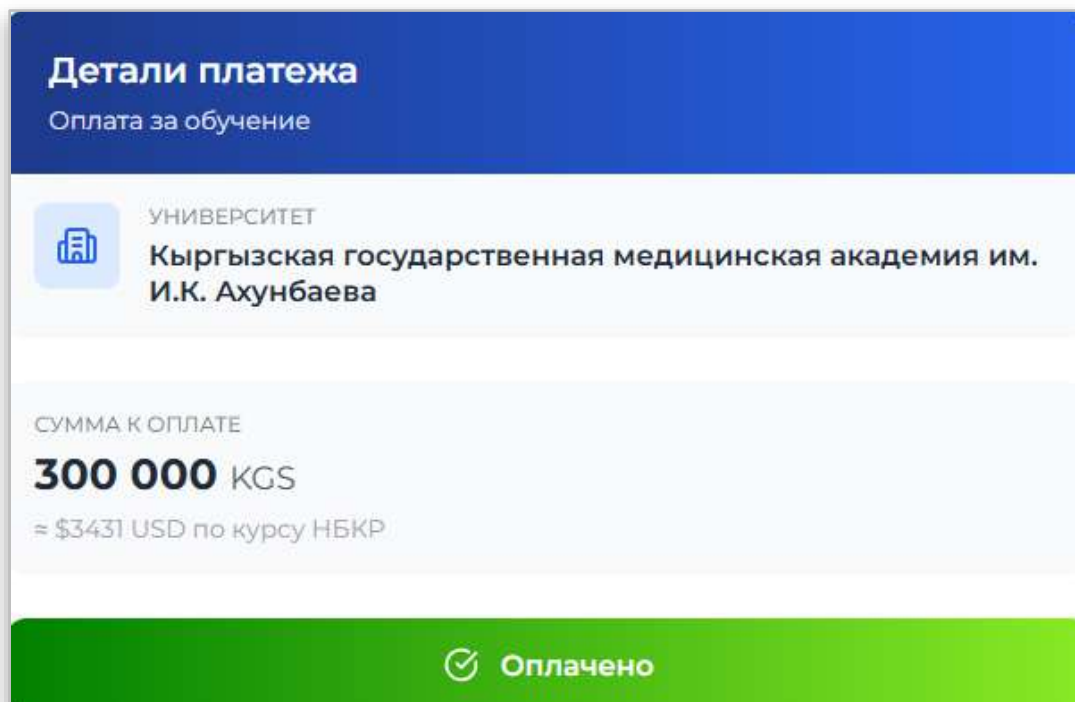 Детали платежа
Оплата за обучение
УНИВЕРСИТЕТ
Кыргызская государственная медицинская академия им.
И.К. Ахунбаева
СУММА К ОПЛАТЕ
300 000 KGS
≈ $3431 USD по курсу НБКР
Оплачено